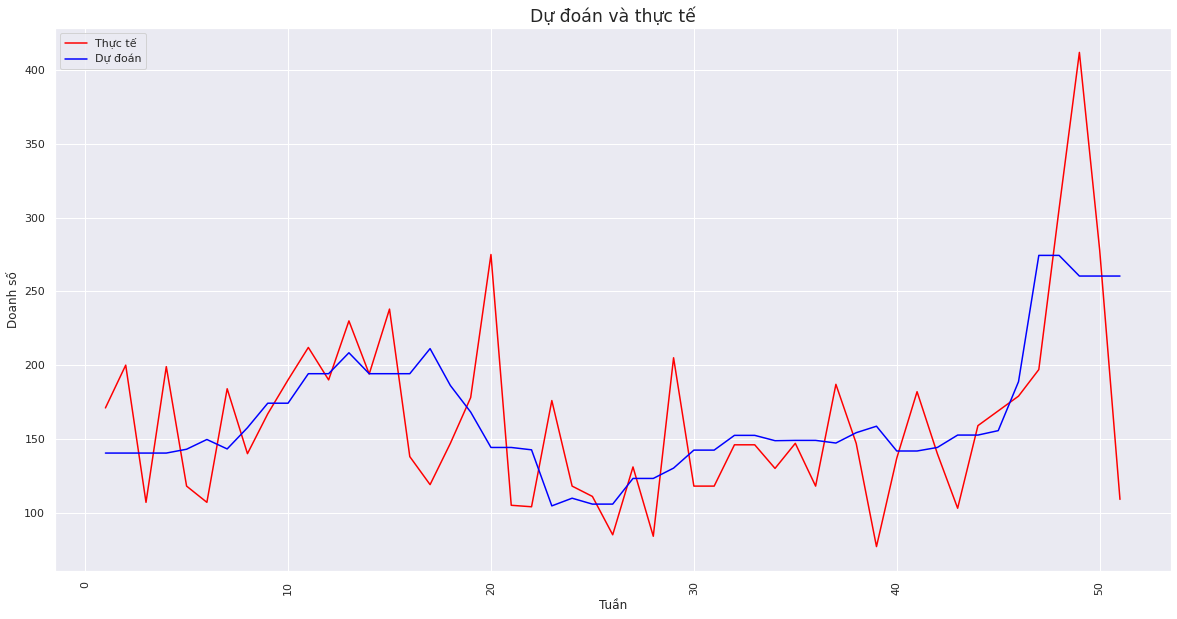 Dự đoán và thực tế
Thực tế
Dự đoán
400
350
300
250
200
150
100
Doanh số
0
10
20
30
40
50
Tuần